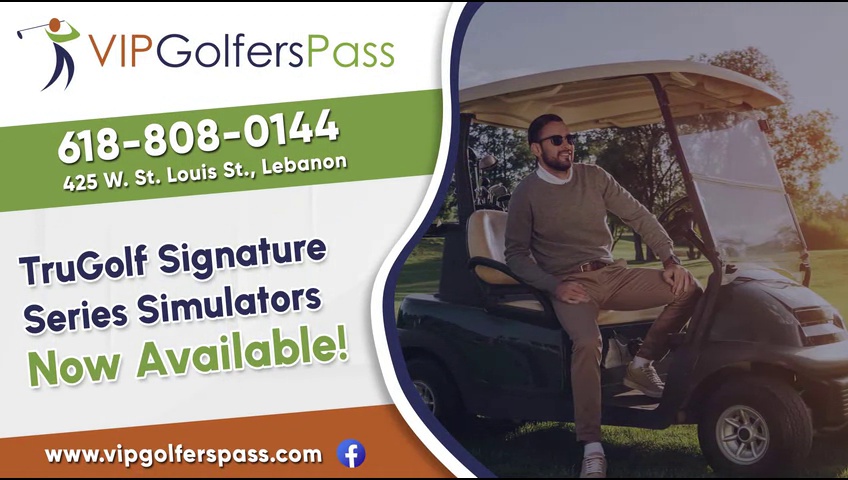 VIPGolfersPass
618-808-0144
425 W. St. Louis St., Lebanon
TruGolf Signature
Series Simulators
Now Available!
www.vipgolferspass.com f